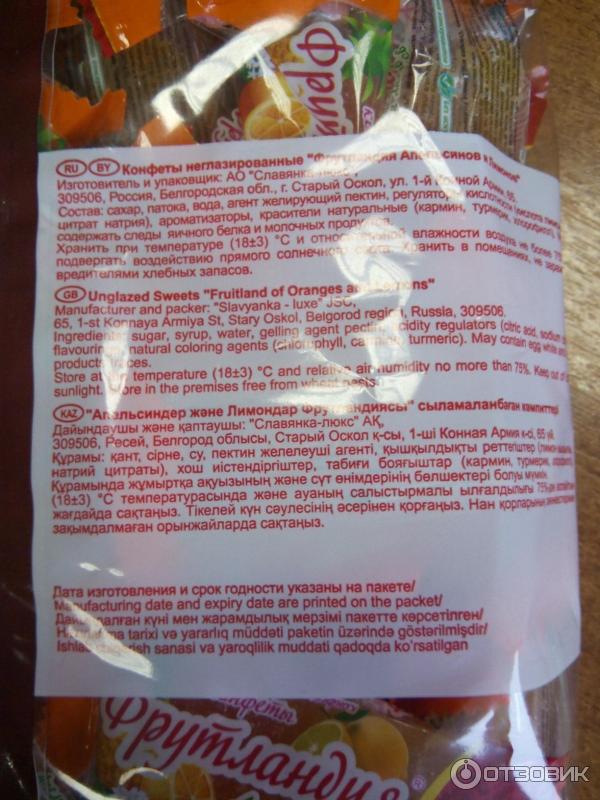 Фрутландия
RU BY Конфеты неглазированные "Фрутландия Апельсинов и Лимонов"
Изготовитель и упаковщик: АО "Славянка-люкс",
309506, Россия, Белгородская обл., г. Старый Оскол, ул. 1-й Конной Армии, 65.
Состав: сахар, патока, вода, агент желирующий пектин, регуляторы кислотности (кислота
цитрат натрия), ароматизаторы, красители натуральные (кармин, турмерик, хлорофилл).
содержать следы яичного белка и молочных продуктов.
Хранить при температуре (18±3) °C и относительной влажности воздуха не более 75
подвергать воздействию прямого солнечного света. Хранить в помещениях, не
вредителями хлебных запасов.
GB Unglazed Sweets "Fruitland of Oranges and Lemons"
Manufacturer and packer: "Slavyanka - luxe" JSC,
65, 1-st Konnaya Armiya St, Stary Oskol, Belgorod region, Russia, 309506.
Ingredients: sugar, syrup, water, gelling agent pectin, acidity regulators (citric acid, sodium
flavouring, natural coloring agents (chlorophyll, carmine, turmeric). May contain egg white and
products traces.
Store at air temperature (18±3) °C and relative air humidity no more than 75%. Keep out of
sunlight. Store in the premises free from wheat pests.
KAZ "Апельсиндер және Лимондар Фрутландиясы" сыламаланбаған кәмпиттері
Дайындаушы және қаптаушы: "Славянка-люкс" АҚ,
309506, Ресей, Белгород облысы, Старый Оскол қ-сы, 1-ші Конная Армия к-сі, 65 үй.
Құрамы: қант, сірне, су, пектин желелеуші агенті, қышқылдықты реттегіштер (лимон
натрий цитраты), хош иістендіргіштер, табиғи бояғыштар (кармин, турмерик,
Құрамында жұмыртқа ақуызының және сүт өнімдерінің бөлшектері болуы мүмкін.
(18±3) °C температурасында және ауаның салыстырмалы ылғалдылығы 75%-дан
жағдайда сақтаңыз. Тікелей күн сәулесінің әсерінен қорғаңыз. Нан қорларының
зақымдалмаған орынжайларда сақтаңыз.
Дата изготовления и срок годности указаны на пакете/
Manufacturing date and expiry date are printed on the packet/
Дайындалған күні мен жарамдылық мерзімі пакетте көрсетілген/
Hazırlanma tarixi və yararlıq müddəti paketin üzərində göstərilmişdir/
Ishlab chiqarish sanasi va yaroqlilik muddati qadoqda ko'rsatilgan
конфеты
Фрутландия
ОТЗОВИК